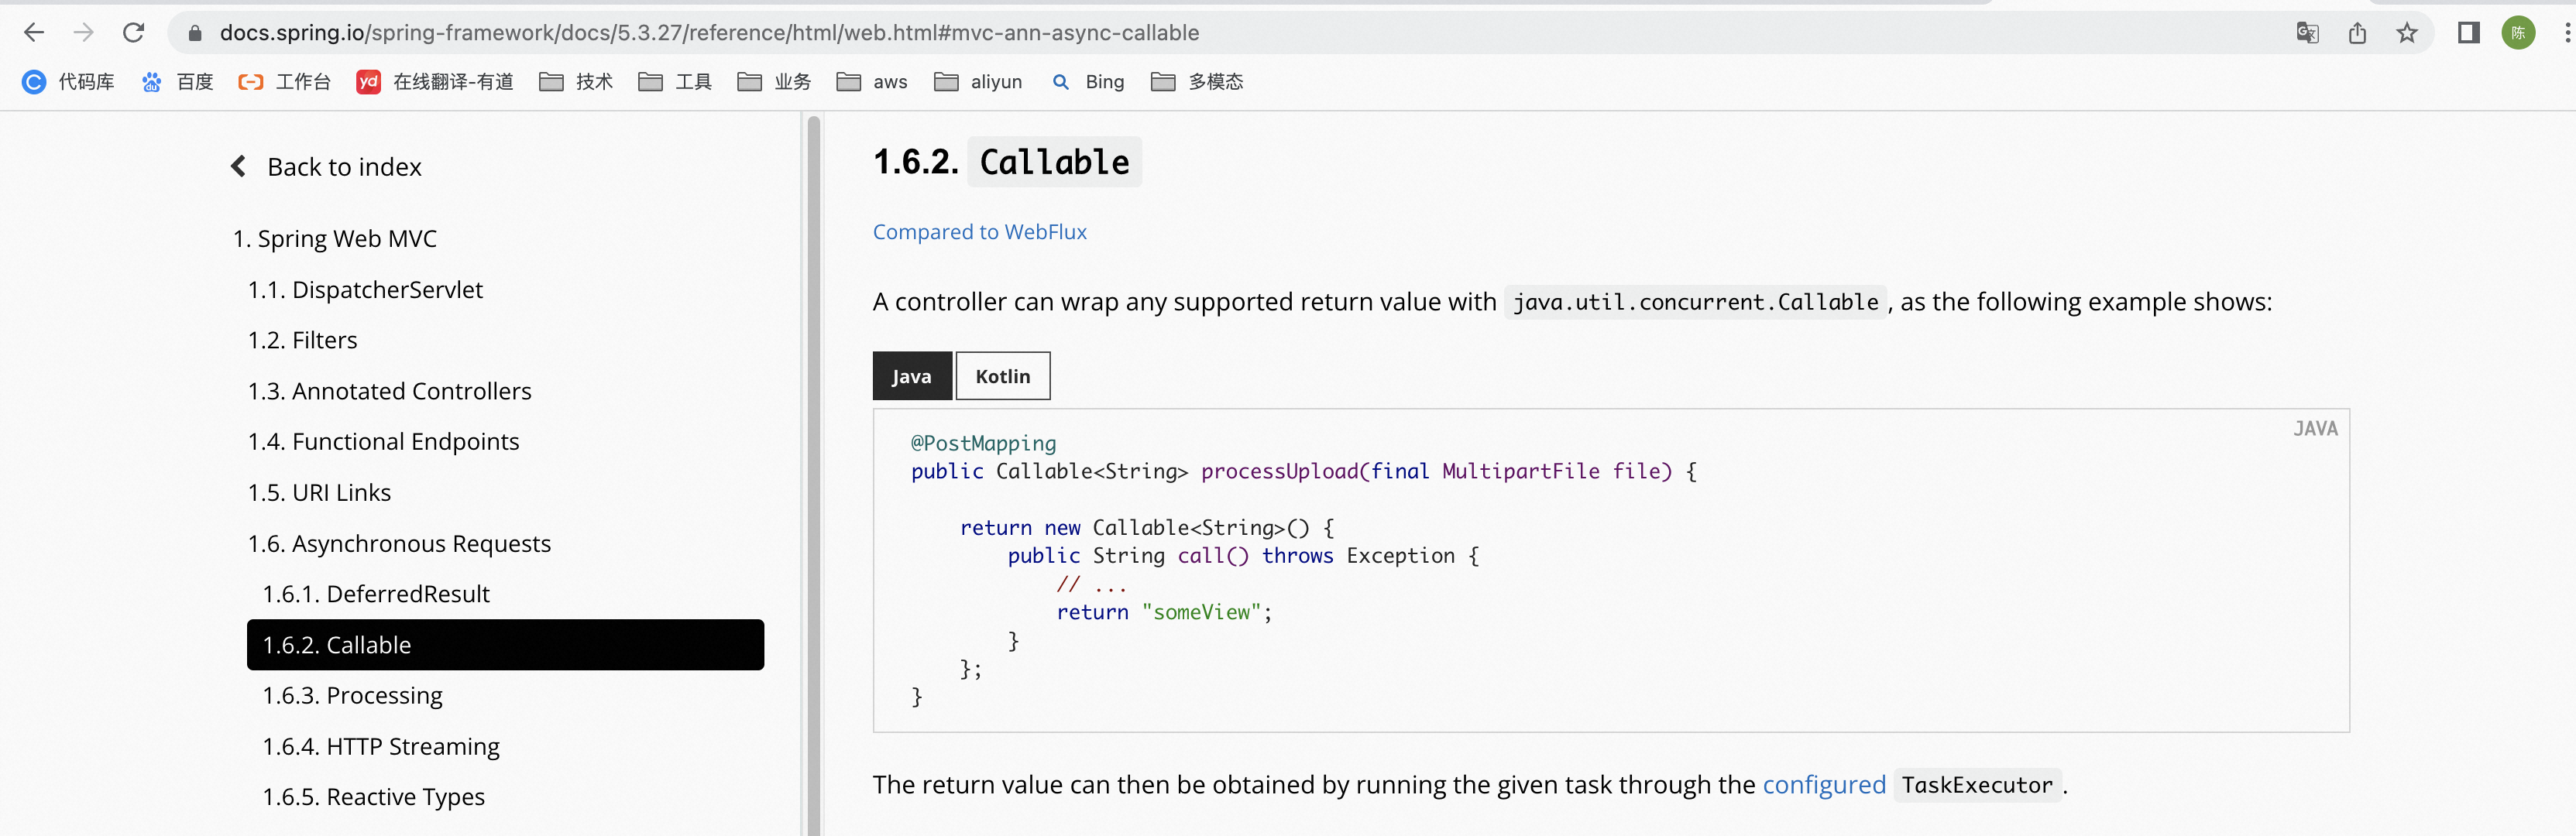 docs.spring.io/spring-framework/docs/5.3.27/reference/html/web.html#mvc-ann-async-callable
陈
代码库 百度 工作台 yd 在线翻译-有道 技术 工具 业务 aws aliyun Bing 多模态
Back to index
1. Spring Web MVC
1.1. DispatcherServlet
1.2. Filters
1.3. Annotated Controllers
1.4. Functional Endpoints
1.5. URI Links
1.6. Asynchronous Requests
1.6.1. DeferredResult
1.6.2. Callable
1.6.3. Processing
1.6.4. HTTP Streaming
1.6.5. Reactive Types
1.6.2. Callable
Compared to WebFlux
A controller can wrap any supported return value with java.util.concurrent.Callable, as the following example shows:
Java Kotlin
JAVA
@PostMapping
public Callable<String> processUpload(final MultipartFile file) {
    return new Callable<String>() {
        public String call() throws Exception {
            // ...
            return "someView";
        }
    };
}
The return value can then be obtained by running the given task through the configured TaskExecutor.